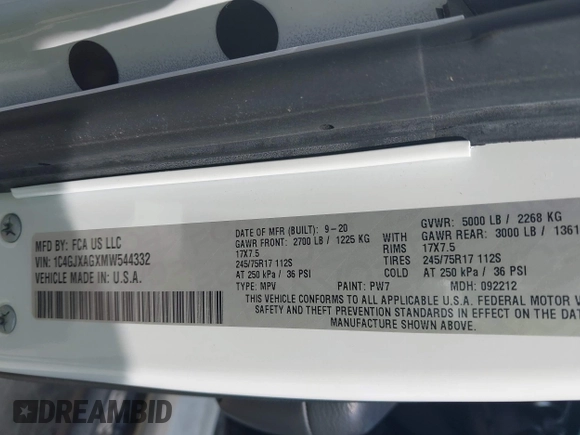 MFD BY: FCA US LLC
VIN: 1C4GJXAGXMW544332
VEHICLE MADE IN: U.S.A.
DATE OF MFR (BUILT): 9-20 GVWR: 5000 LB / 2268 KG
GAWR FRONT: 2700 LB / 1225 KG WITH GAWR REAR: 3000 LB / 1361
17X7.5 RIMS 17X7.5
245/75R17 112S TIRES 245/75R17 112S
AT 250 kPa / 36 PSI COLD AT 250 kPa / 36 PSI
TYPE: MPV PAINT: PW7 MDH: 092212
THIS VEHICLE CONFORMS TO ALL APPLICABLE U.S.A. FEDERAL MOTOR
SAFETY AND THEFT PREVENTION STANDARDS IN EFFECT ON THE DATE
MANUFACTURE SHOWN ABOVE.
DREAMBID